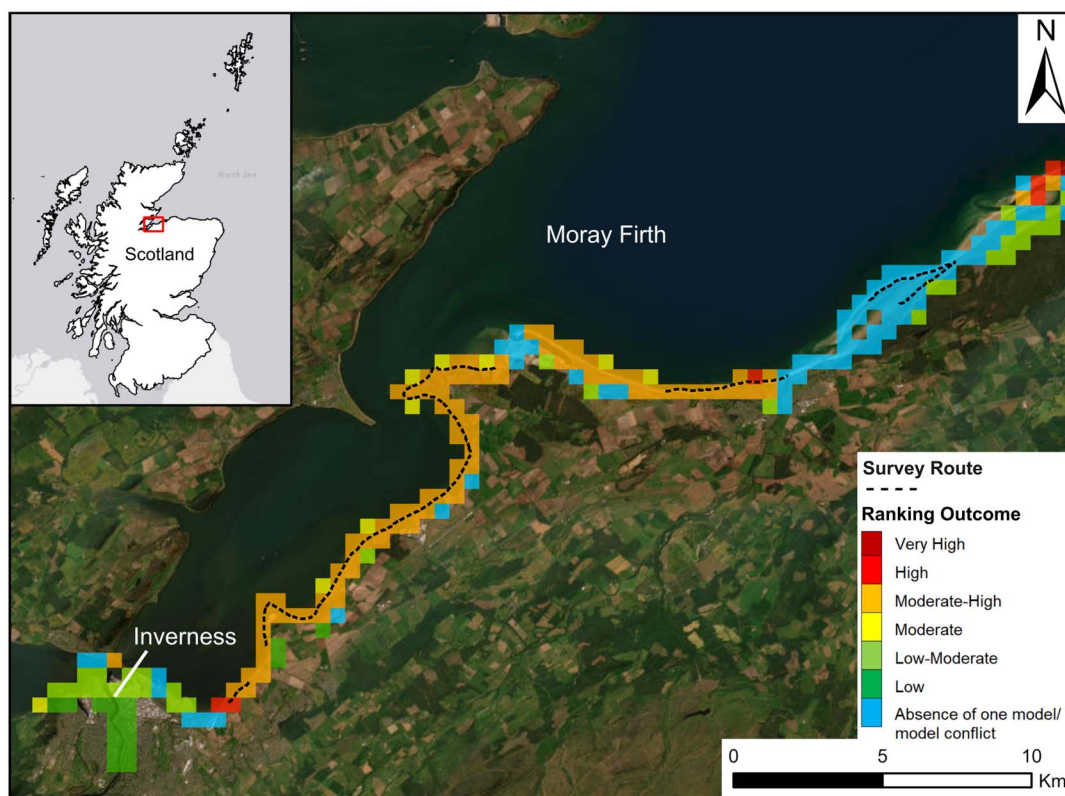 North Sea
Scotland
N
Moray Firth
Inverness
Survey Route
Ranking Outcome
Very High
High
Moderate-High
Moderate
Low-Moderate
Low
Absence of one model/
model conflict
0 5 10
Km